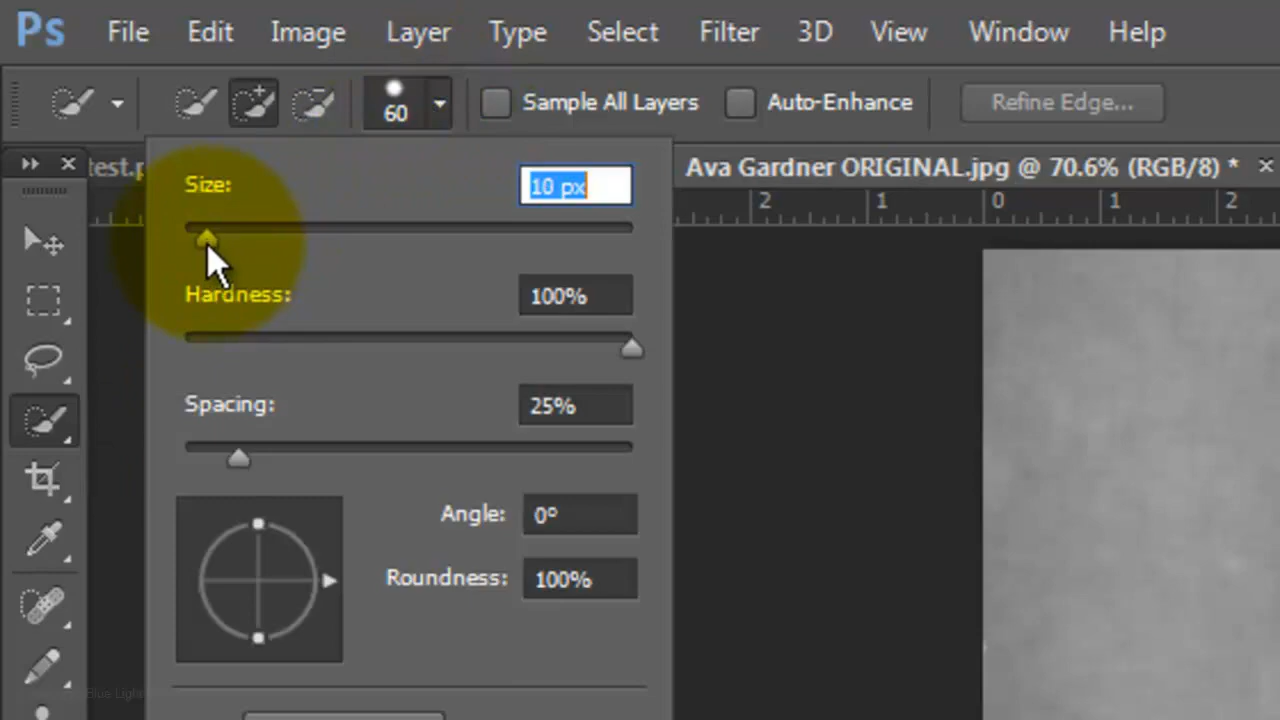 Ps File Edit Image Layer Type Select Filter 3D View Window Help
60 Sample All Layers Auto-Enhance Refine Edge...
test.p Ava Gardner ORIGINAL.jpg @ 70.6% (RGB/8) * ×
2 1 0 1 2
Size: 10 px
Hardness: 100%
Spacing: 25%
Angle: 0°
Roundness: 100%
Blue Light